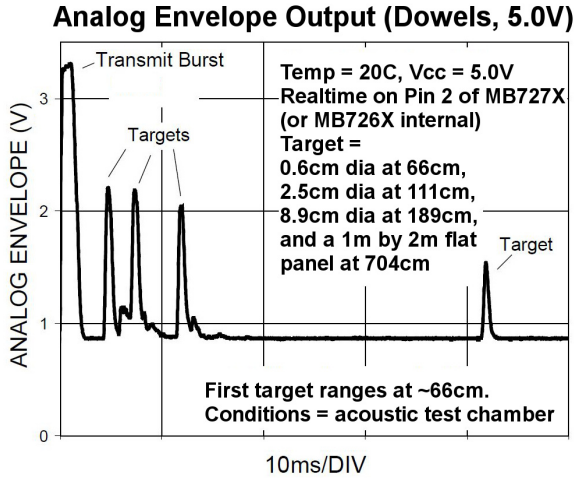 Analog Envelope Output (Dowels, 5.0V)
Transmit Burst
Temp = 20C, Vcc = 5.0V
Realtime on Pin 2 of MB727X
(or MB726X internal)
Target =
0.6cm dia at 66cm,
2.5cm dia at 111cm,
8.9cm dia at 189cm,
and a 1m by 2m flat
panel at 704cm
Targets
Target
ANALOG ENVELOPE (V)
3
2
1
0
First target ranges at ~66cm.
Conditions = acoustic test chamber
10ms/DIV